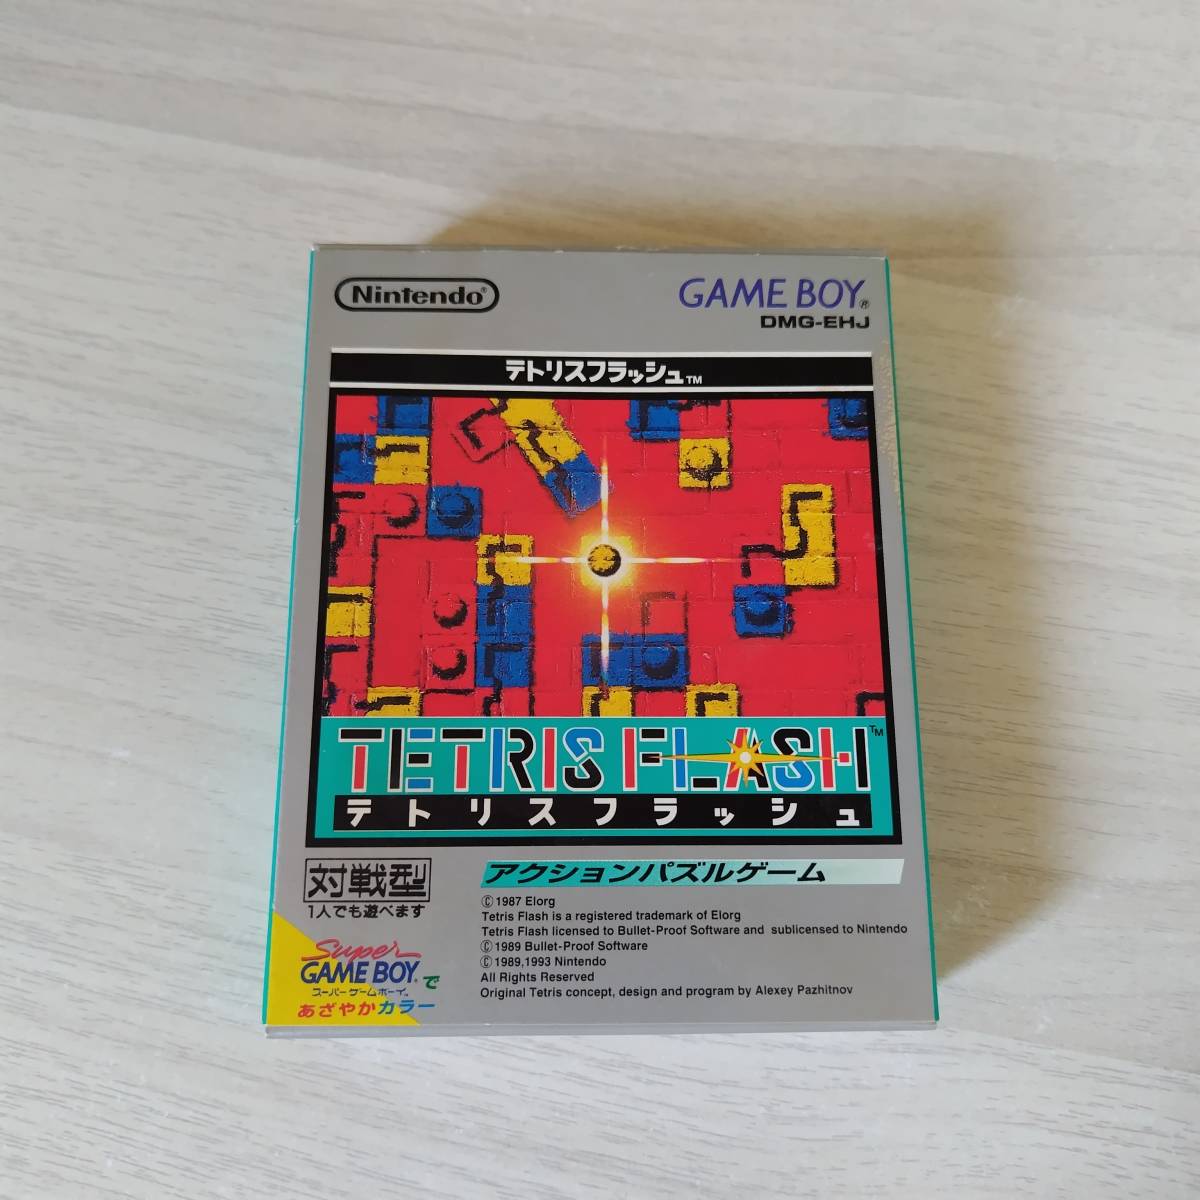 Nintendo®
GAME BOY®
DMG-EHJ
テトリスフラッシュ™
TETRIS FLASH™
テトリスフラッシュ
対戦型
1人でも遊べます
アクションパズルゲーム
© 1987 Elorg
Tetris Flash is a registered trademark of Elorg
Tetris Flash licensed to Bullet-Proof Software and sublicensed to Nintendo
© 1989 Bullet-Proof Software
© 1989,1993 Nintendo
All Rights Reserved
Original Tetris concept, design and program by Alexey Pazhitnov
Super
GAME BOY®で
スーパーゲームボーイ®
あざやかカラー